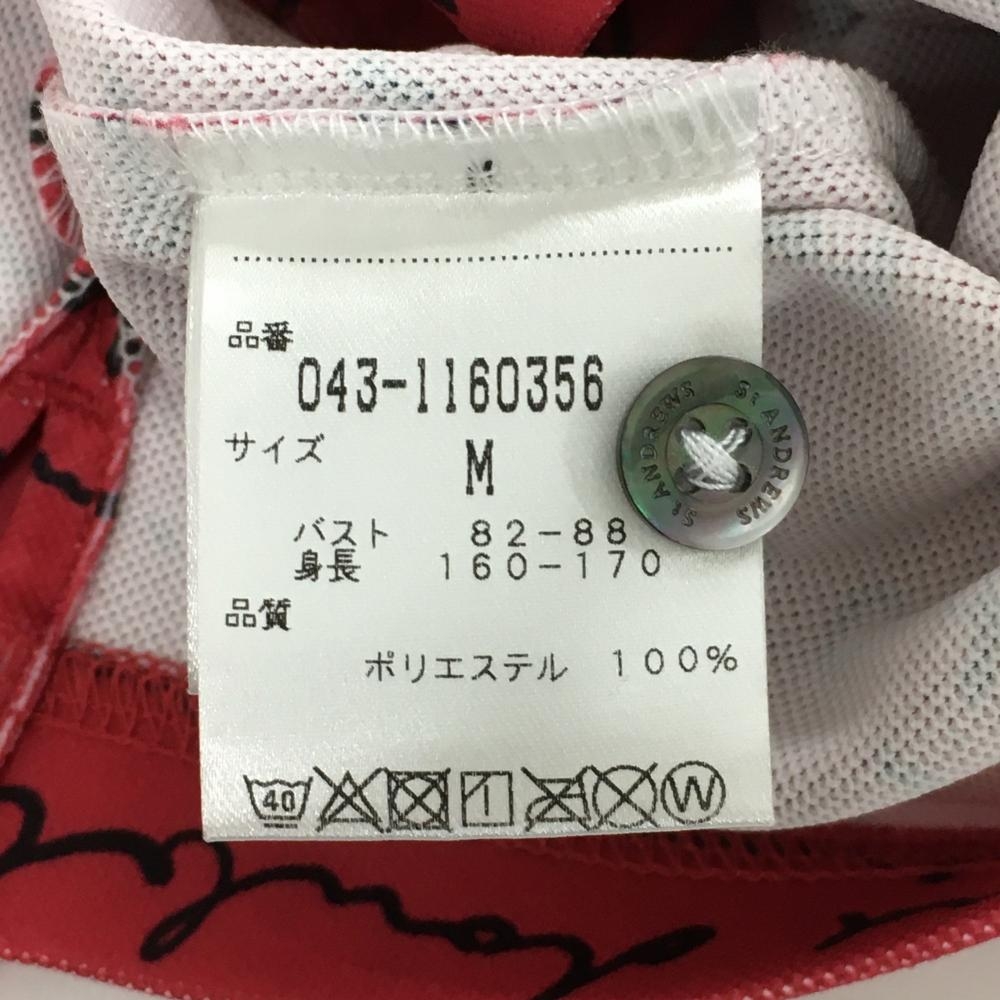 品番
043-1160356
サイズ
M
バスト 82-88
身長 160-170
品質
ポリエステル 100%
40
W
St ANDREWS St ANDREWS